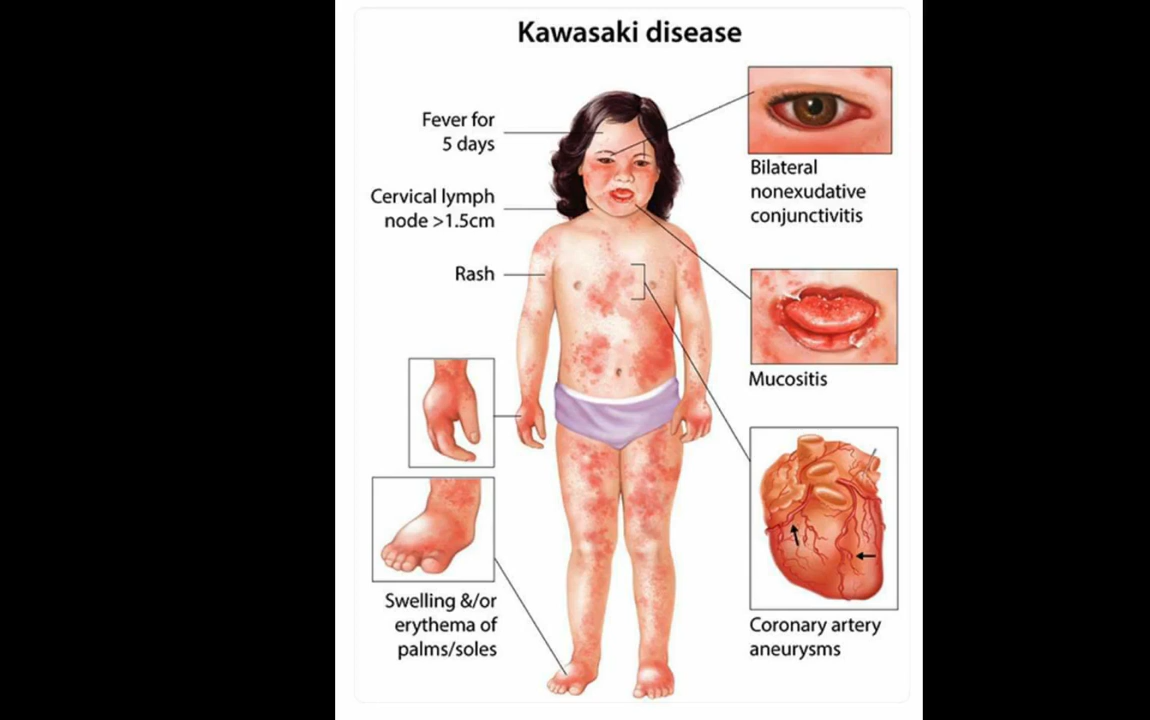 Kawasaki disease
Fever for
5 days
Cervical lymph
node >1.5cm
Rash
Swelling &/or
erythema of
palms/soles
Bilateral
nonexudative
conjunctivitis
Mucositis
Coronary artery
aneurysms